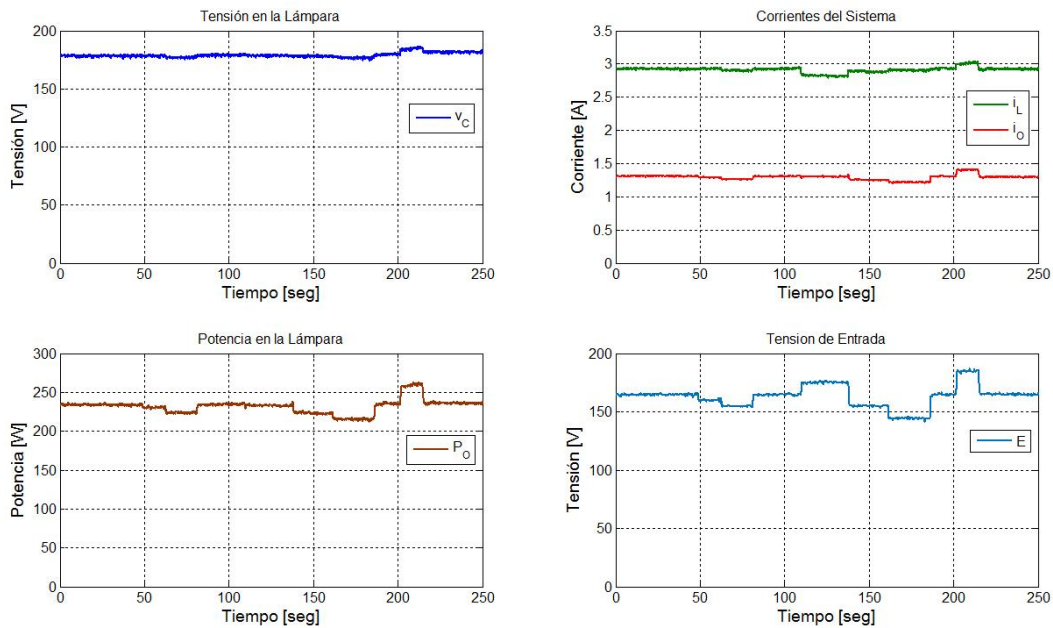 Tensión en la Lámpara
200
150
100
50
0
Tensión [V]
v_C
0 50 100 150 200 250
Tiempo [seg]
Corrientes del Sistema
3.5
3
2.5
2
1.5
1
0.5
0
Corriente [A]
i_L
i_O
0 50 100 150 200 250
Tiempo [seg]
Potencia en la Lámpara
300
250
200
150
100
50
0
Potencia [W]
P_O
0 50 100 150 200 250
Tiempo [seg]
Tension de Entrada
200
150
100
50
0
Tensión [V]
E
0 50 100 150 200 250
Tiempo [seg]